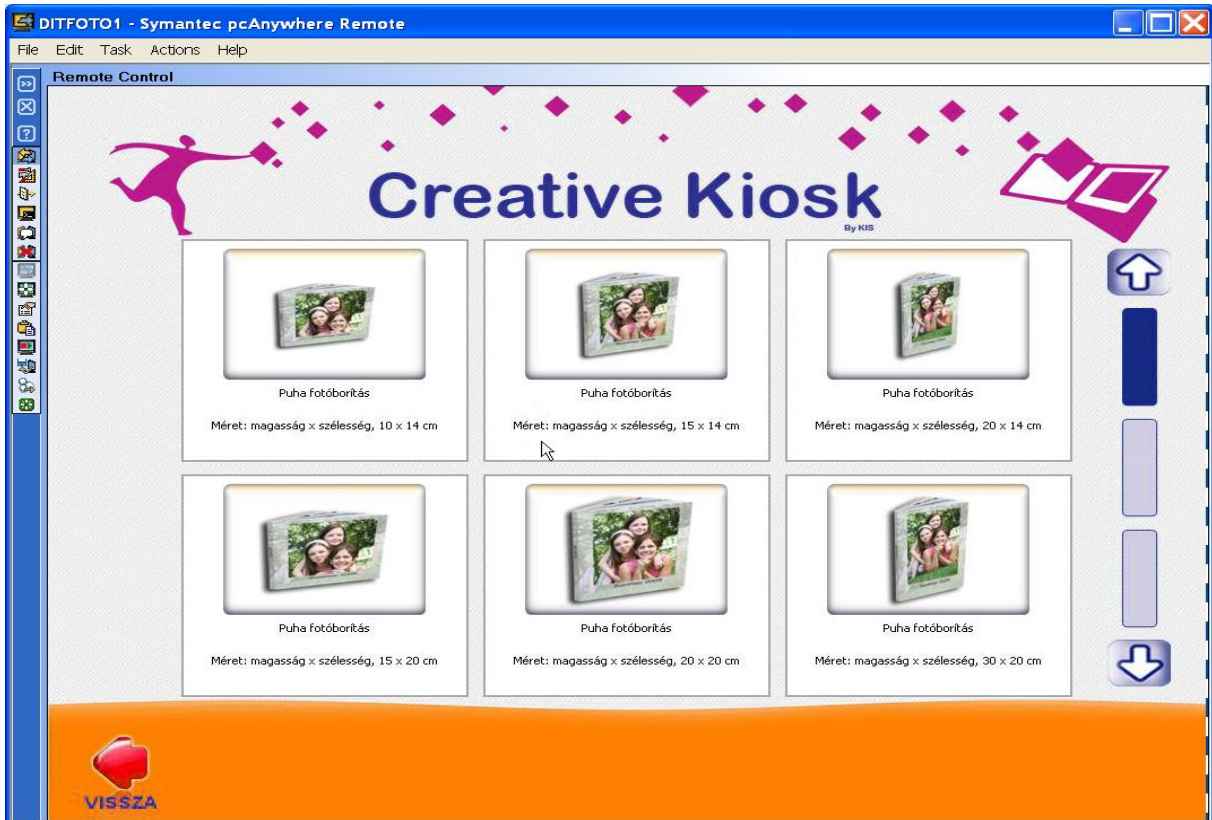 DITFOTO1 - Symantec pcAnywhere Remote
File Edit Task Actions Help
Remote Control
Creative Kiosk
By KIS
Puha fotóborítás
Méret: magasság x szélesség, 10 x 14 cm
Puha fotóborítás
Méret: magasság x szélesség, 15 x 14 cm
Puha fotóborítás
Méret: magasság x szélesség, 20 x 14 cm
Puha fotóborítás
Méret: magasság x szélesség, 15 x 20 cm
Puha fotóborítás
Méret: magasság x szélesség, 20 x 20 cm
Puha fotóborítás
Méret: magasság x szélesség, 30 x 20 cm
VISSZA